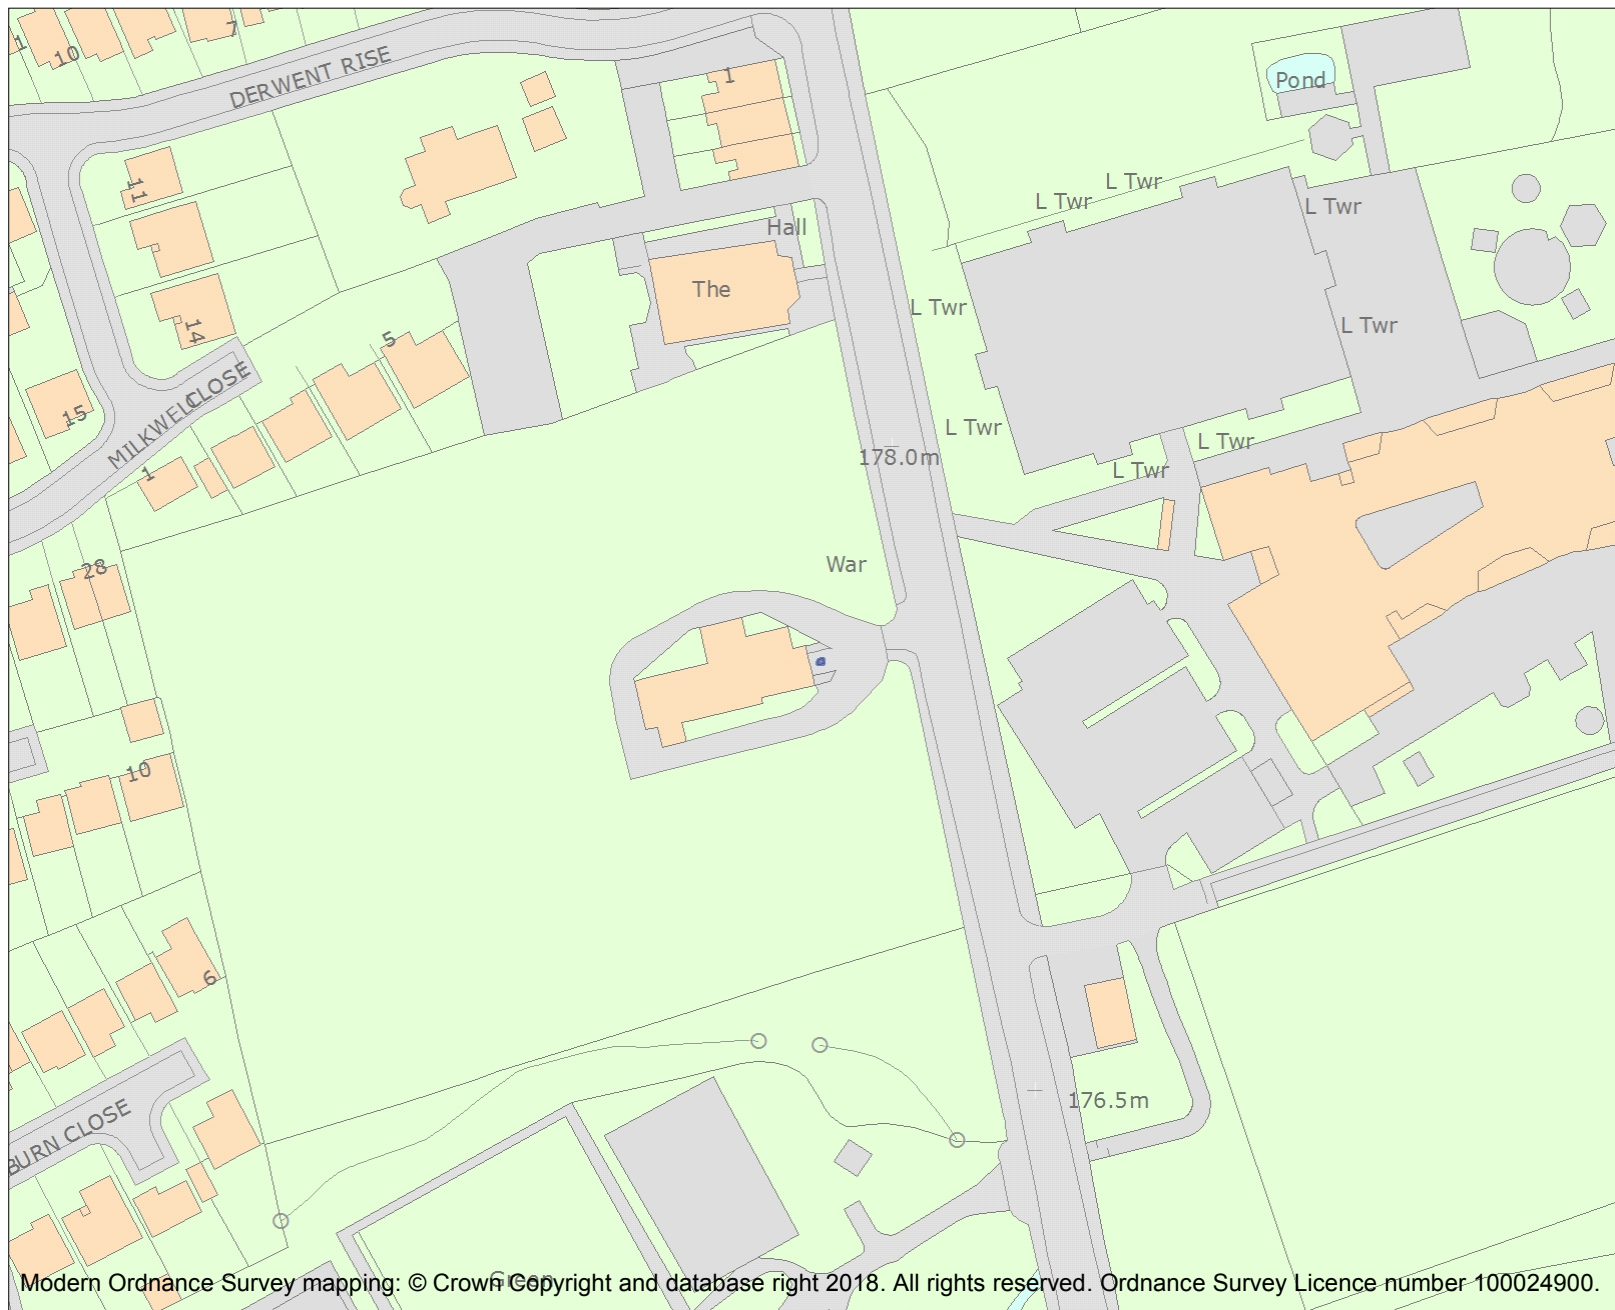 1
10
7
DERWENT RISE
1
Pond
11
L Twr
L Twr
L Twr
Hall
The
L Twr
L Twr
14
5
MILKWELL CLOSE
15
L Twr
L Twr
178.0m
L Twr
1
War
28
10
6
176.5m
BURN CLOSE
Green
Modern Ordnance Survey mapping: © Crown Copyright and database right 2018. All rights reserved. Ordnance Survey Licence number 100024900.